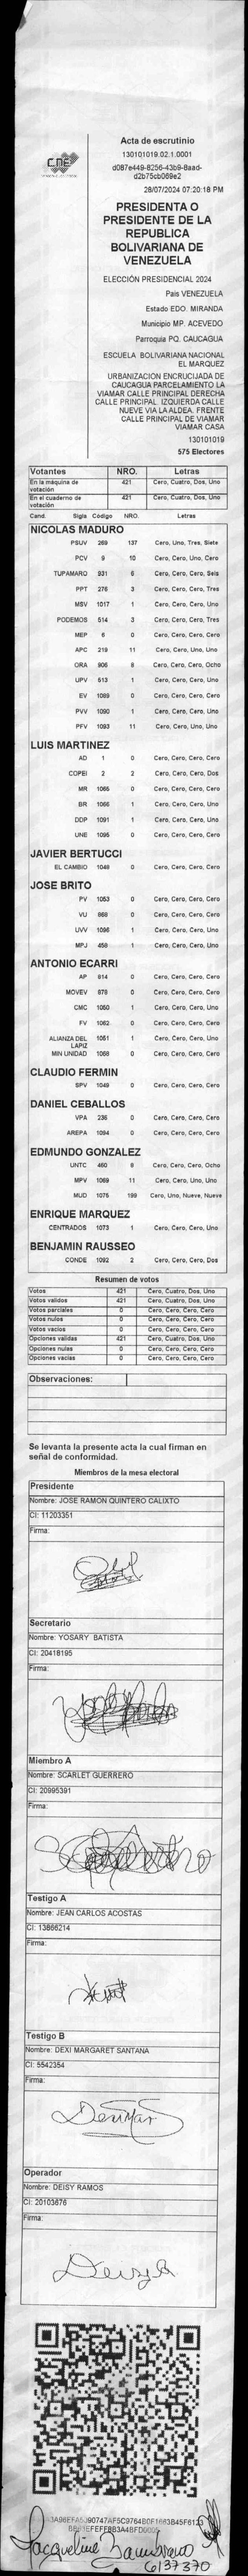 CNE
Acta de escrutinio
130101019.02.1.0001
d087e449-8256-43b9-8aad-
d2b75cb069e2
28/07/2024 07:20:18 PM
PRESIDENTA O
PRESIDENTE DE LA
REPUBLICA
BOLIVARIANA DE
VENEZUELA
ELECCIÓN PRESIDENCIAL 2024
Pais VENEZUELA
Estado EDO. MIRANDA
Municipio MP. ACEVEDO
Parroquia PQ. CAUCAGUA
ESCUELA BOLIVARIANA NACIONAL
EL MARQUEZ
URBANIZACIÓN ENCRUCIJADA DE
CAUCAGUA PARCELAMIENTO LA
VIAMAR CALLE PRINCIPAL DERECHA
CALLE PRINCIPAL. IZQUIERDA CALLE
NUEVE VIA LA ALDEA. FRENTE
CALLE PRINCIPAL DE VIAMAR
VIAMAR CASA
130101019
575 Electores
Votantes NRO. Letras
En la máquina de votación 421 Cero, Cuatro, Dos, Uno
En el cuaderno de votación 421 Cero, Cuatro, Dos, Uno
Cand. Sigla Código NRO. Letras
NICOLAS MADURO
PSUV 269 137 Cero, Uno, Tres, Siete
PCV 9 10 Cero, Cero, Uno, Cero
TUPAMARO 931 6 Cero, Cero, Cero, Seis
PPT 276 3 Cero, Cero, Cero, Tres
MSV 1017 1 Cero, Cero, Cero, Uno
PODEMOS 514 3 Cero, Cero, Cero, Tres
MEP 6 0 Cero, Cero, Cero, Cero
APC 219 11 Cero, Cero, Uno, Uno
ORA 906 8 Cero, Cero, Cero, Ocho
UPV 513 1 Cero, Cero, Cero, Uno
EV 1089 0 Cero, Cero, Cero, Cero
PVV 1090 1 Cero, Cero, Cero, Uno
PFV 1093 11 Cero, Cero, Uno, Uno
LUIS MARTINEZ
AD 1 0 Cero, Cero, Cero, Cero
COPEI 2 2 Cero, Cero, Cero, Dos
MR 1065 0 Cero, Cero, Cero, Cero
BR 1066 1 Cero, Cero, Cero, Uno
DDP 1091 1 Cero, Cero, Cero, Uno
UNE 1095 0 Cero, Cero, Cero, Cero
JAVIER BERTUCCI
EL CAMBIO 1048 0 Cero, Cero, Cero, Cero
JOSE BRITO
PV 1053 0 Cero, Cero, Cero, Cero
VU 868 0 Cero, Cero, Cero, Cero
UVV 1096 1 Cero, Cero, Cero, Uno
MPJ 458 1 Cero, Cero, Cero, Uno
ANTONIO ECARRI
AP 814 0 Cero, Cero, Cero, Cero
MOVEV 878 0 Cero, Cero, Cero, Cero
CMC 1050 1 Cero, Cero, Cero, Uno
FV 1062 0 Cero, Cero, Cero, Cero
ALIANZA DEL LAPIZ 1051 1 Cero, Cero, Cero, Uno
MIN UNIDAD 1068 0 Cero, Cero, Cero, Cero
CLAUDIO FERMIN
SPV 1049 0 Cero, Cero, Cero, Cero
DANIEL CEBALLOS
VPA 236 0 Cero, Cero, Cero, Cero
AREPA 1094 0 Cero, Cero, Cero, Cero
EDMUNDO GONZALEZ
UNTC 460 8 Cero, Cero, Cero, Ocho
MPV 1069 11 Cero, Cero, Uno, Uno
MUD 1075 199 Cero, Uno, Nueve, Nueve
ENRIQUE MARQUEZ
CENTRADOS 1073 1 Cero, Cero, Cero, Uno
BENJAMIN RAUSSEO
CONDE 1092 2 Cero, Cero, Cero, Dos
Resumen de votos
Votos 421 Cero, Cuatro, Dos, Uno
Votos validos 421 Cero, Cuatro, Dos, Uno
Votos parciales 0 Cero, Cero, Cero, Cero
Votos nulos 0 Cero, Cero, Cero, Cero
Votos vacios 0 Cero, Cero, Cero, Cero
Opciones validas 421 Cero, Cuatro, Dos, Uno
Opciones nulas 0 Cero, Cero, Cero, Cero
Opciones vacias 0 Cero, Cero, Cero, Cero
Observaciones:
Se levanta la presente acta la cual firman en
señal de conformidad.
Miembros de la mesa electoral
Presidente
Nombre: JOSE RAMON QUINTERO CALIXTO
CI: 11203351
Firma:
Secretario
Nombre: YOSARY BATISTA
CI: 20418195
Firma:
Miembro A
Nombre: SCARLET GUERRERO
CI: 20995391
Firma:
Testigo A
Nombre: JEAN CARLOS ACOSTAS
CI: 13866214
Firma:
Testigo B
Nombre: DEXI MARGARET SANTANA
CI: 5542354
Firma:
Operador
Nombre: DEISY RAMOS
CI: 20103676
Firma:
Jacqueline Zambrano
6137370